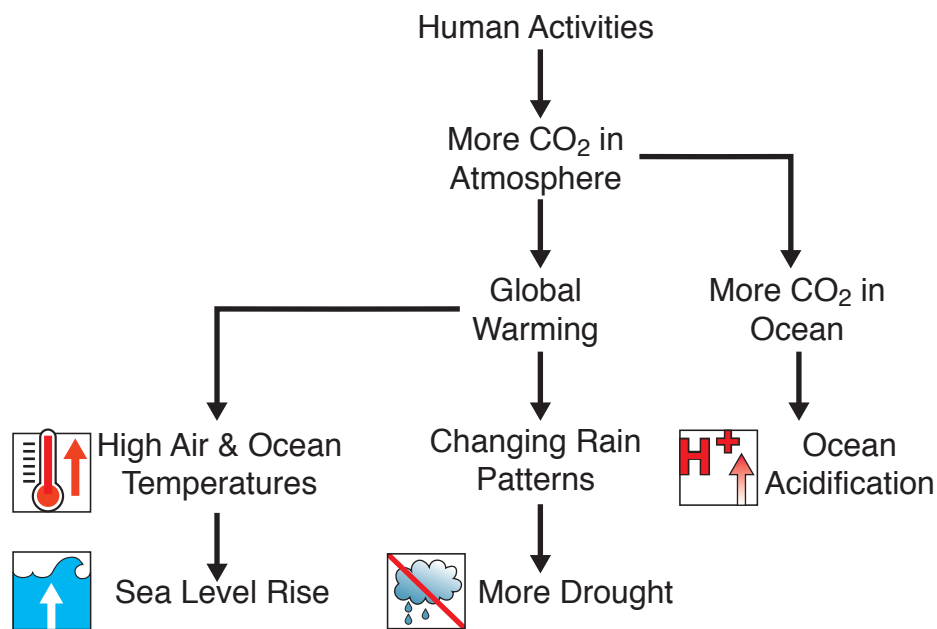 Human Activities
More CO₂ in
Atmosphere
Global
Warming
More CO₂ in
Ocean
High Air & Ocean
Temperatures
Changing Rain
Patterns
H+
Ocean
Acidification
Sea Level Rise
More Drought